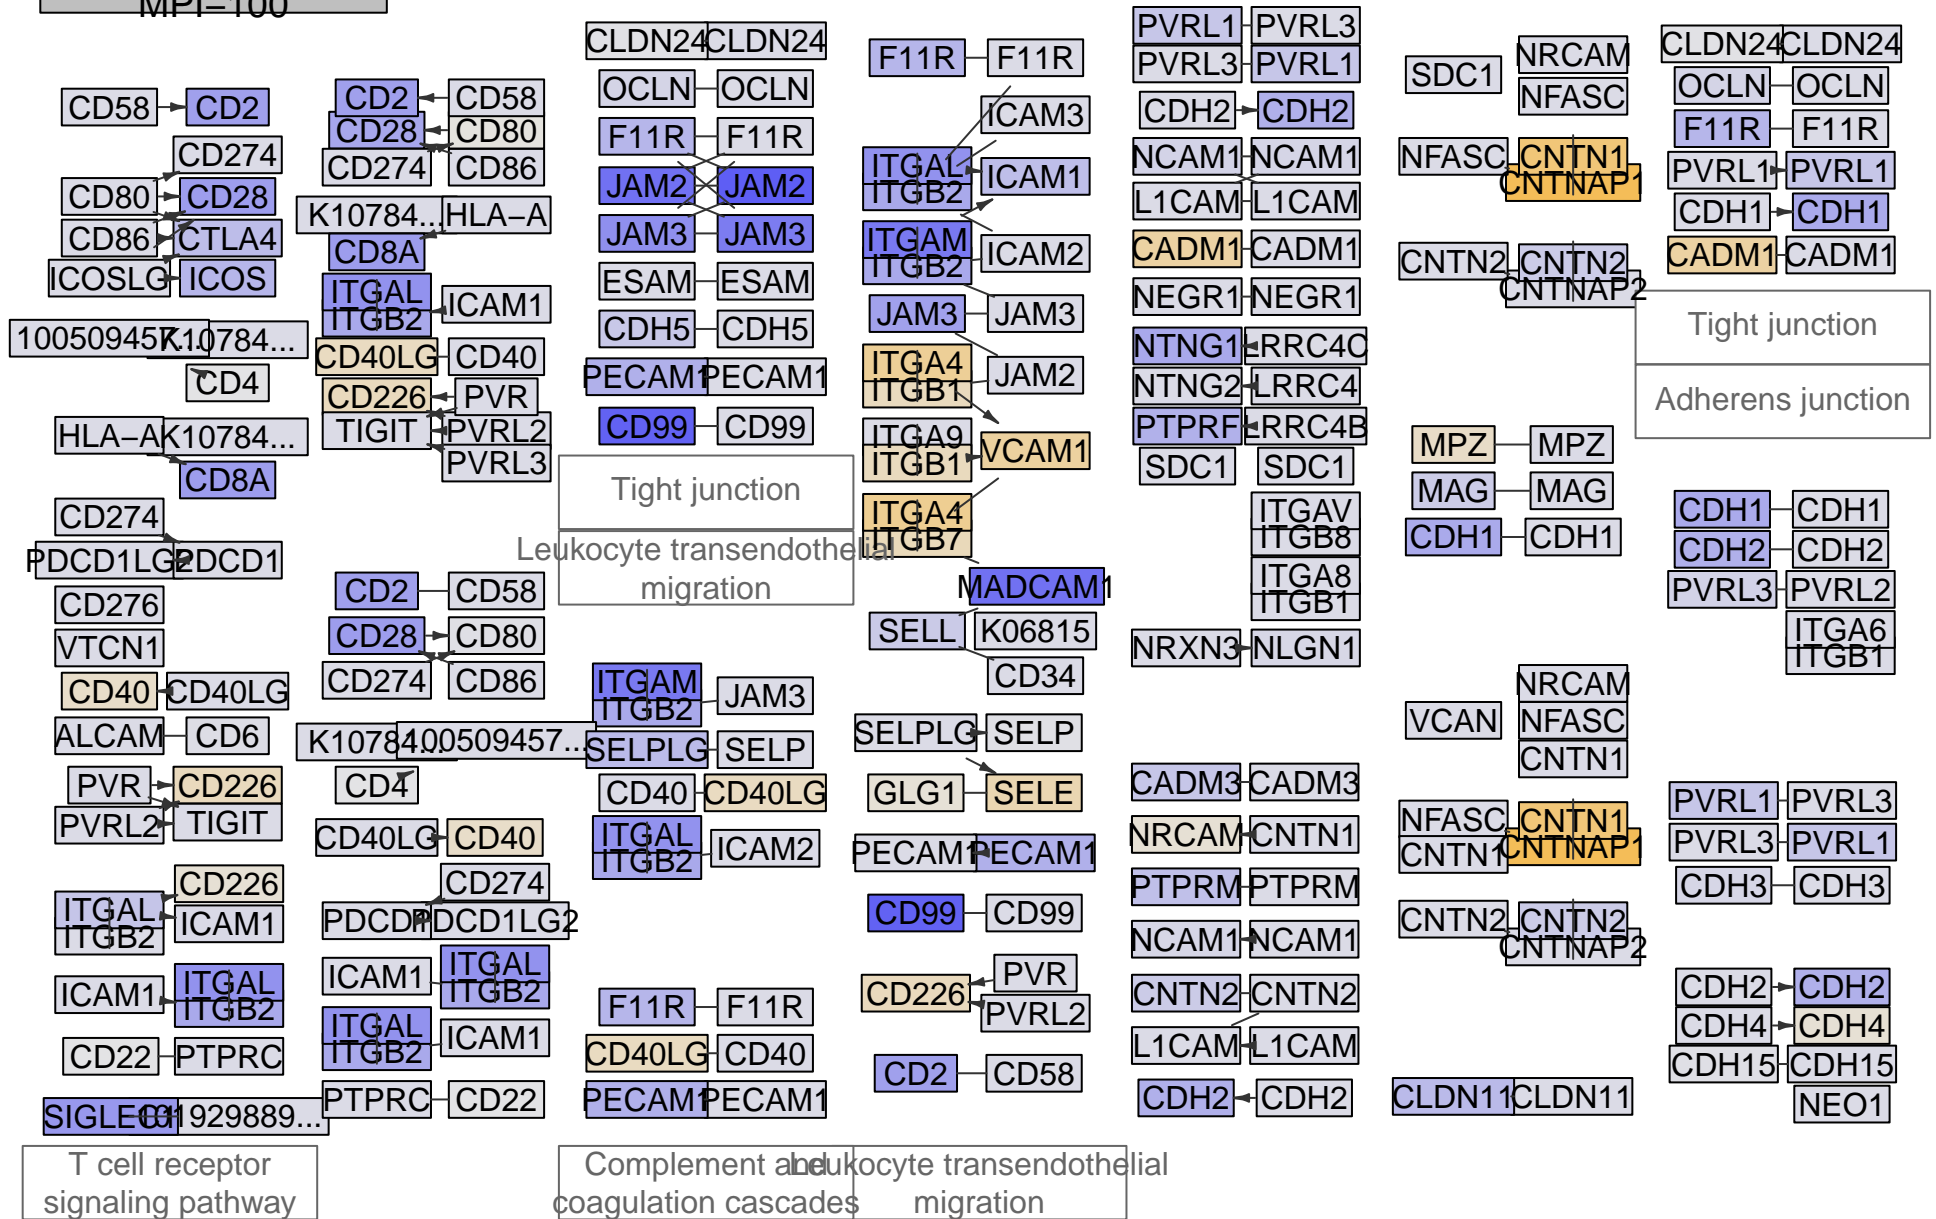 MPI−100
CD58 CD2
CD274
CD80 CD28
CD86 CTLA4
ICOSLG ICOS
100509457... K10784...
CD4
HLA−A K10784...
CD8A
CD274
PDCD1LG2 PDCD1
CD276
VTCN1
CD40 CD40LG
ALCAM CD6
PVR CD226
PVRL2 TIGIT
CD226
ITGAL ICAM1
ITGB2
ITGAL
ICAM1 ITGB2
CD22 PTPRC
SIGLEC1 101929889...
T cell receptor
signaling pathway
CD2 CD58
CD28 CD80
CD274 CD86
K10784... HLA−A
CD8A
ITGAL ICAM1
ITGB2
CD40LG CD40
CD226 PVR
TIGIT PVRL2
PVRL3
CD2 CD58
CD28 CD80
CD274 CD86
K10784... 100509457...
CD4
CD40LG CD40
CD274
PDCD1 PDCD1LG2
ICAM1 ITGAL
ITGB2
ITGAL ICAM1
ITGB2
PTPRC CD22
CLDN24 CLDN24
OCLN OCLN
F11R F11R
JAM2 JAM2
JAM3 JAM3
ESAM ESAM
CDH5 CDH5
PECAM1 PECAM1
CD99 CD99
Tight junction
Leukocyte transendothelial
migration
ITGAM JAM3
ITGB2
SELPLG SELP
CD40 CD40LG
ITGAL ICAM2
ITGB2
F11R F11R
CD40LG CD40
PECAM1 PECAM1
Complement and
coagulation cascades
F11R F11R
ICAM3
ITGAL ICAM1
ITGB2
ITGAM ICAM2
ITGB2
JAM3 JAM3
ITGA4 JAM2
ITGB1
ITGA9 VCAM1
ITGB1
ITGA4
ITGB7
MADCAM1
SELL K06815
CD34
SELPLG SELP
GLG1 SELE
PECAM1 PECAM1
CD99 CD99
CD226 PVR
PVRL2
CD2 CD58
Leukocyte transendothelial
migration
PVRL1 PVRL3
PVRL3 PVRL1
CDH2 CDH2
NCAM1 NCAM1
L1CAM L1CAM
CADM1 CADM1
NEGR1 NEGR1
NTNG1 LRRC4C
NTNG2 LRRC4
PTPRF LRRC4B
SDC1 SDC1
ITGAV
ITGB8
ITGA8
ITGB1
NRXN3 NLGN1
CADM3 CADM3
NRCAM CNTN1
PTPRM PTPRM
NCAM1 NCAM1
CNTN2 CNTN2
L1CAM L1CAM
CDH2 CDH2
SDC1 NRCAM
NFASC
NFASC CNTN1
CNTNAP1
CNTN2 CNTN2
CNTNAP2
MPZ MPZ
MAG MAG
CDH1 CDH1
NRCAM
VCAN NFASC
CNTN1
NFASC CNTN1
CNTN1 CNTNAP1
CNTN2 CNTN2
CNTNAP2
CLDN11 CLDN11
CLDN24 CLDN24
OCLN OCLN
F11R F11R
PVRL1 PVRL1
CDH1 CDH1
CADM1 CADM1
Tight junction
Adherens junction
CDH1 CDH1
CDH2 CDH2
PVRL3 PVRL2
ITGA6
ITGB1
PVRL1 PVRL3
PVRL3 PVRL1
CDH3 CDH3
CDH2 CDH2
CDH4 CDH4
CDH15 CDH15
NEO1